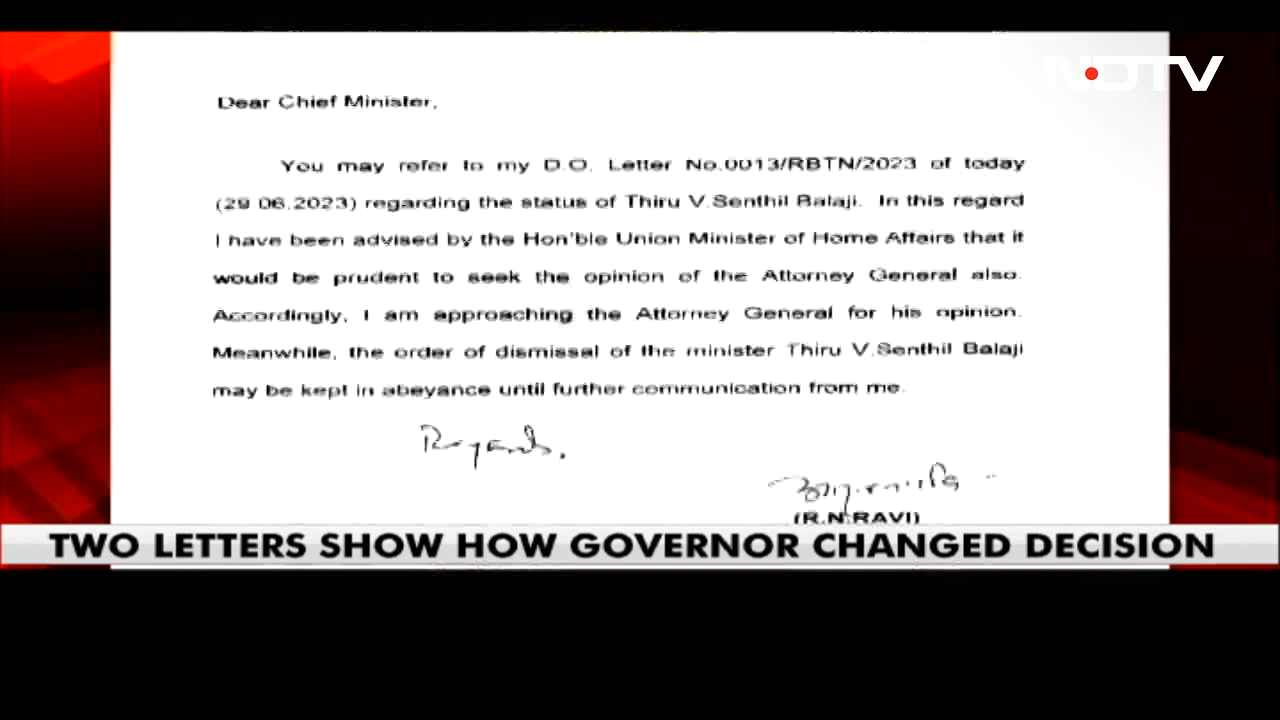 NDTV
Dear Chief Minister,
You may refer to my D.O. Letter No.0013/RBTN/2023 of today
(29.06.2023) regarding the status of Thiru V.Senthil Balaji. In this regard
I have been advised by the Hon'ble Union Minister of Home Affairs that it
would be prudent to seek the opinion of the Attorney General also.
Accordingly, I am approaching the Attorney General for his opinion.
Meanwhile, the order of dismissal of the minister Thiru V.Senthil Balaji
may be kept in abeyance until further communication from me.
Regards,
(R.N.RAVI)
TWO LETTERS SHOW HOW GOVERNOR CHANGED DECISION